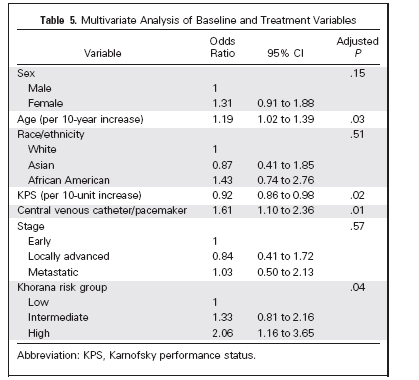 Table 5. Multivariate Analysis of Baseline and Treatment Variables
Variable Odds Ratio 95% CI Adjusted P
Sex .15
Male 1
Female 1.31 0.91 to 1.88
Age (per 10-year increase) 1.19 1.02 to 1.39 .03
Race/ethnicity .51
White 1
Asian 0.87 0.41 to 1.85
African American 1.43 0.74 to 2.76
KPS (per 10-unit increase) 0.92 0.86 to 0.98 .02
Central venous catheter/pacemaker 1.61 1.10 to 2.36 .01
Stage .57
Early 1
Locally advanced 0.84 0.41 to 1.72
Metastatic 1.03 0.50 to 2.13
Khorana risk group .04
Low 1
Intermediate 1.33 0.81 to 2.16
High 2.06 1.16 to 3.65
Abbreviation: KPS, Karnofsky performance status.